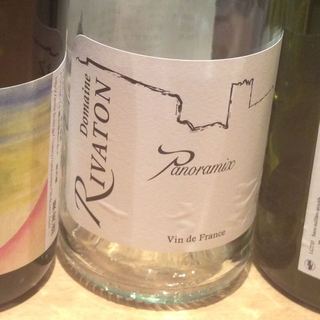 Domaine
RIVATON
Panoramix
Vin de France